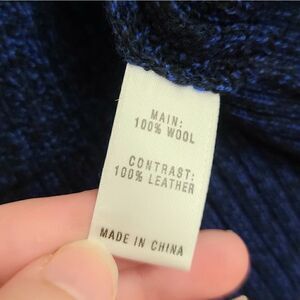 MAIN:
100% WOOL
CONTRAST:
100% LEATHER
MADE IN CHINA